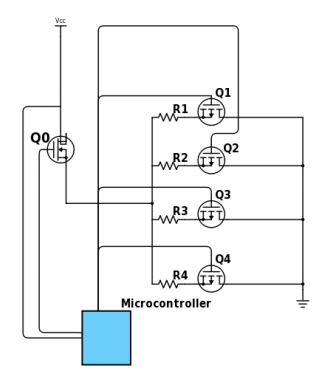 Vcc
Q1
R1
Q0
Q2
R2
Q3
R3
Q4
R4
Microcontroller